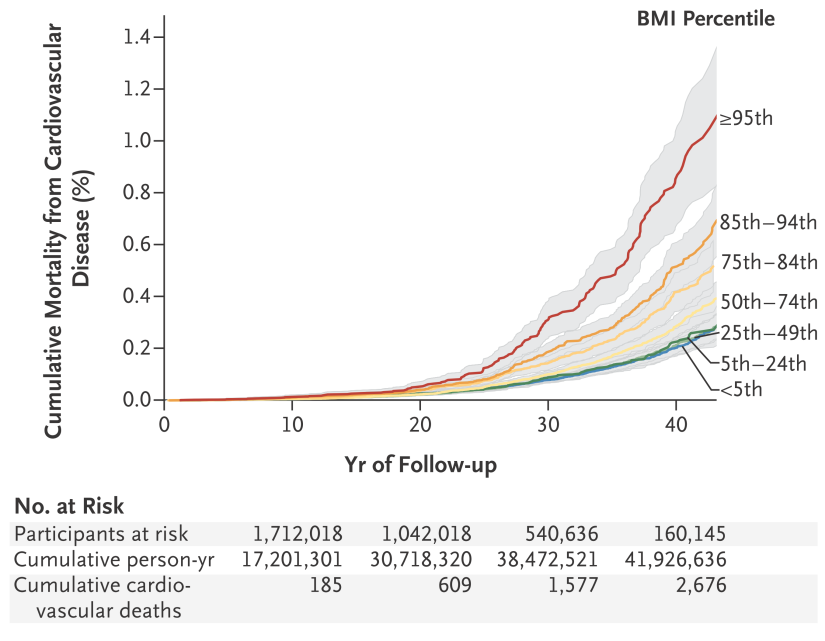 BMI Percentile
Cumulative Mortality from Cardiovascular
Disease (%)
1.4
1.2
1.0
0.8
0.6
0.4
0.2
0.0
≥95th
85th–94th
75th–84th
50th–74th
25th–49th
5th–24th
<5th
0 10 20 30 40
Yr of Follow-up
No. at Risk
Participants at risk 1,712,018 1,042,018 540,636 160,145
Cumulative person-yr 17,201,301 30,718,320 38,472,521 41,926,636
Cumulative cardio- 185 609 1,577 2,676
vascular deaths